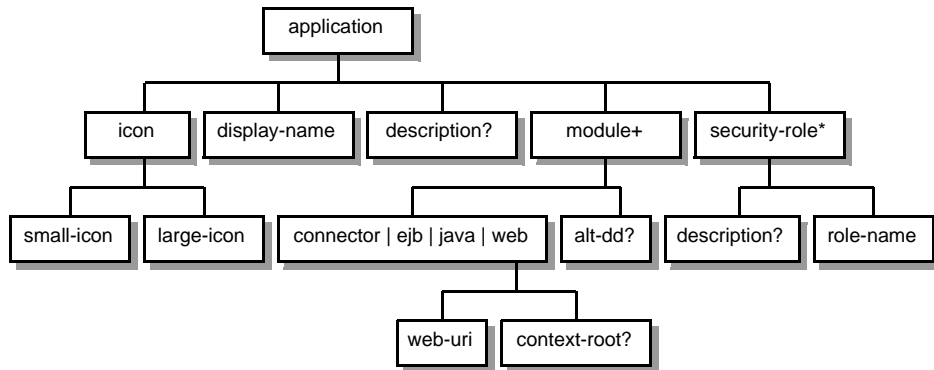 application
icon
display-name
description?
module+
security-role*
small-icon
large-icon
connector | ejb | java | web
alt-dd?
description?
role-name
web-uri
context-root?